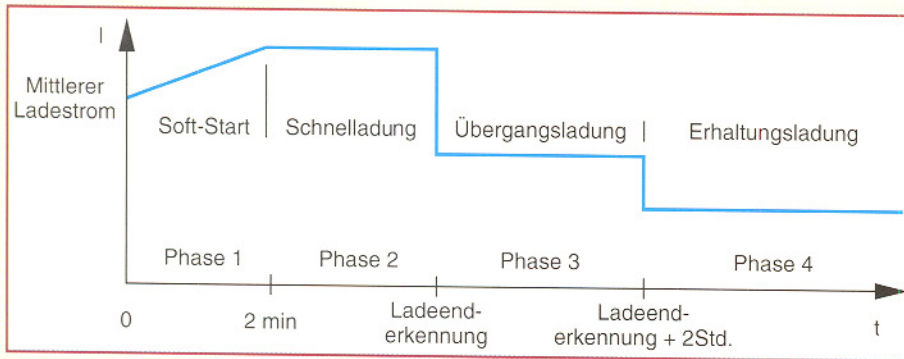 I
Mittlerer
Ladestrom
Soft-Start
Schnelladung
Übergangsladung
Erhaltungsladung
Phase 1
Phase 2
Phase 3
Phase 4
0
2 min
Ladeend-
erkennung
Ladeend-
erkennung + 2Std.
t